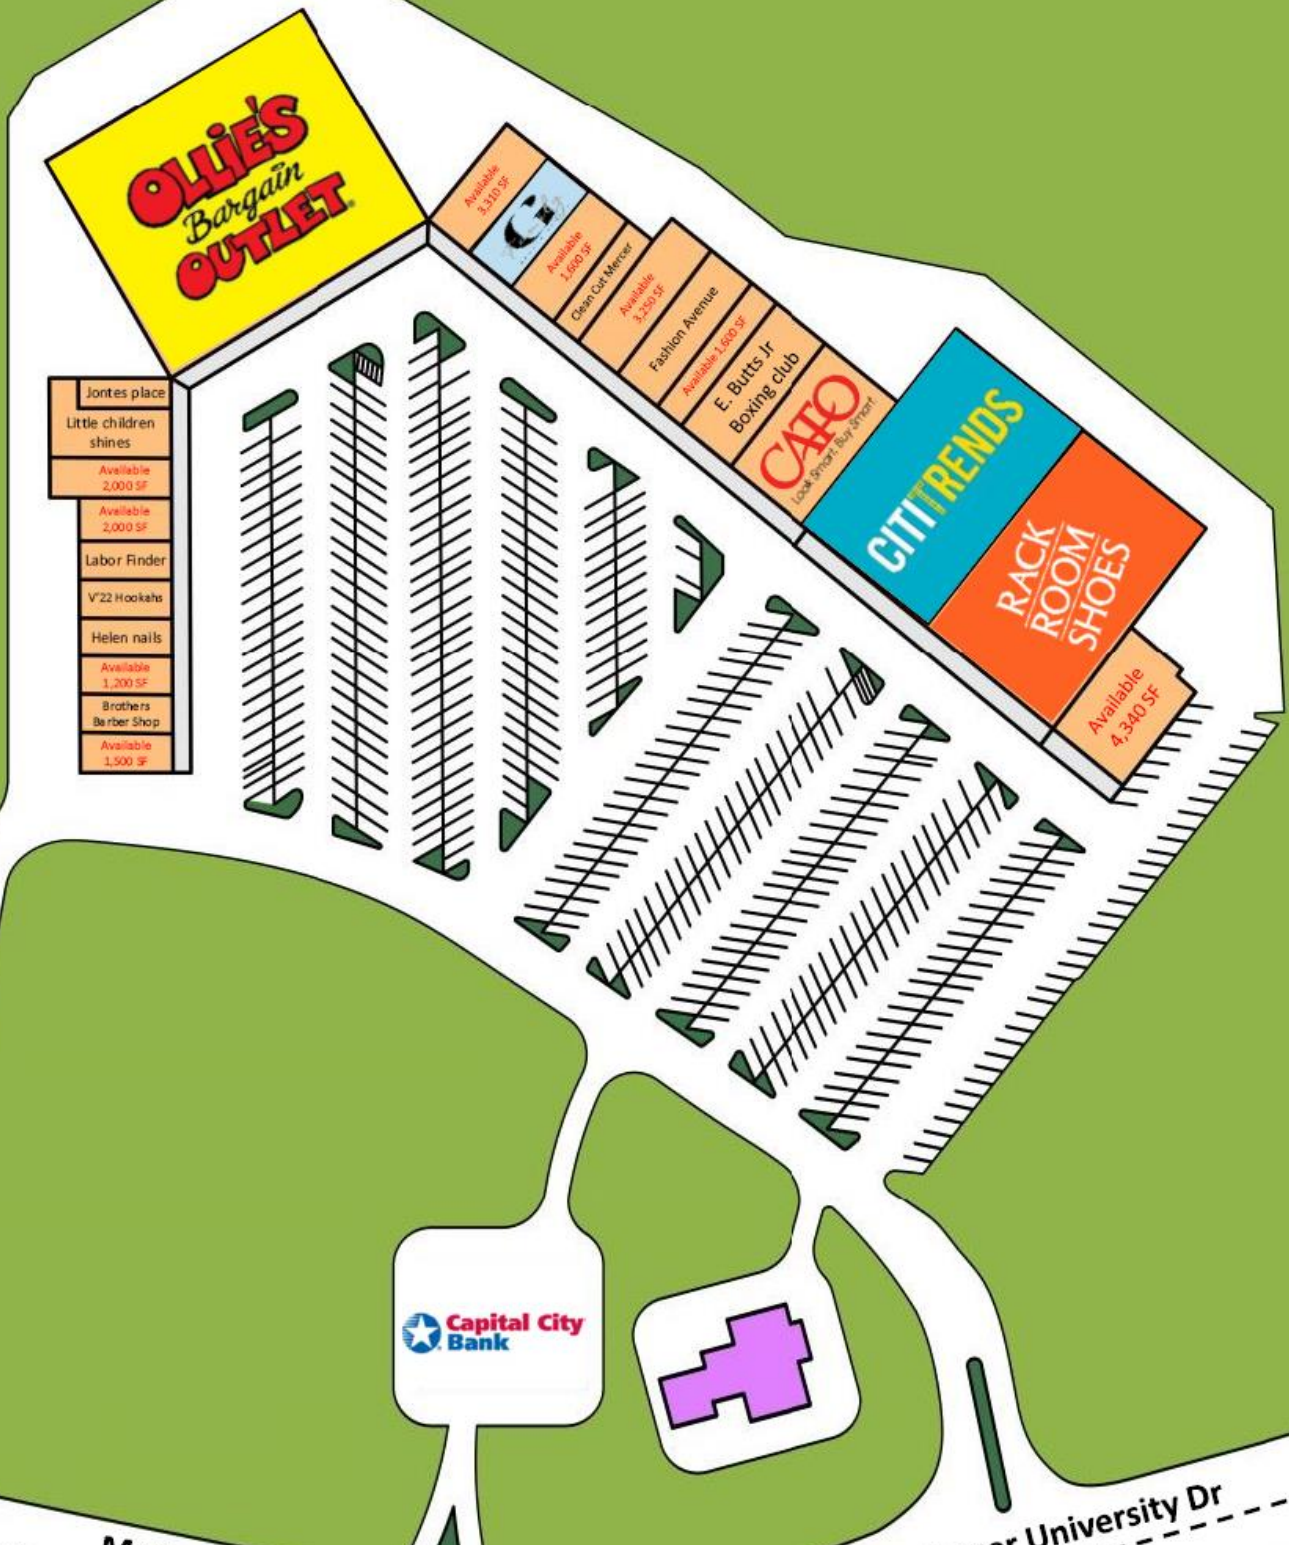 OLLIE'S
Bargain
OUTLET
Available
3,310 SF
G
Available
1,600 SF
Clean Cut Mercer
Available
3,250 SF
Fashion Avenue
Available 1,600 SF
E. Butts Jr
Boxing club
CATO
Look Smart. Buy Smart.
CITITRENDS
RACK
ROOM
SHOES
Available
4,340 SF
Jontes place
Little children
shines
Available
2,000 SF
Available
2,000 SF
Labor Finder
V'22 Hookahs
Helen nails
Available
1,200 SF
Brothers
Barber Shop
Available
1,500 SF
Capital City
Bank
University Dr